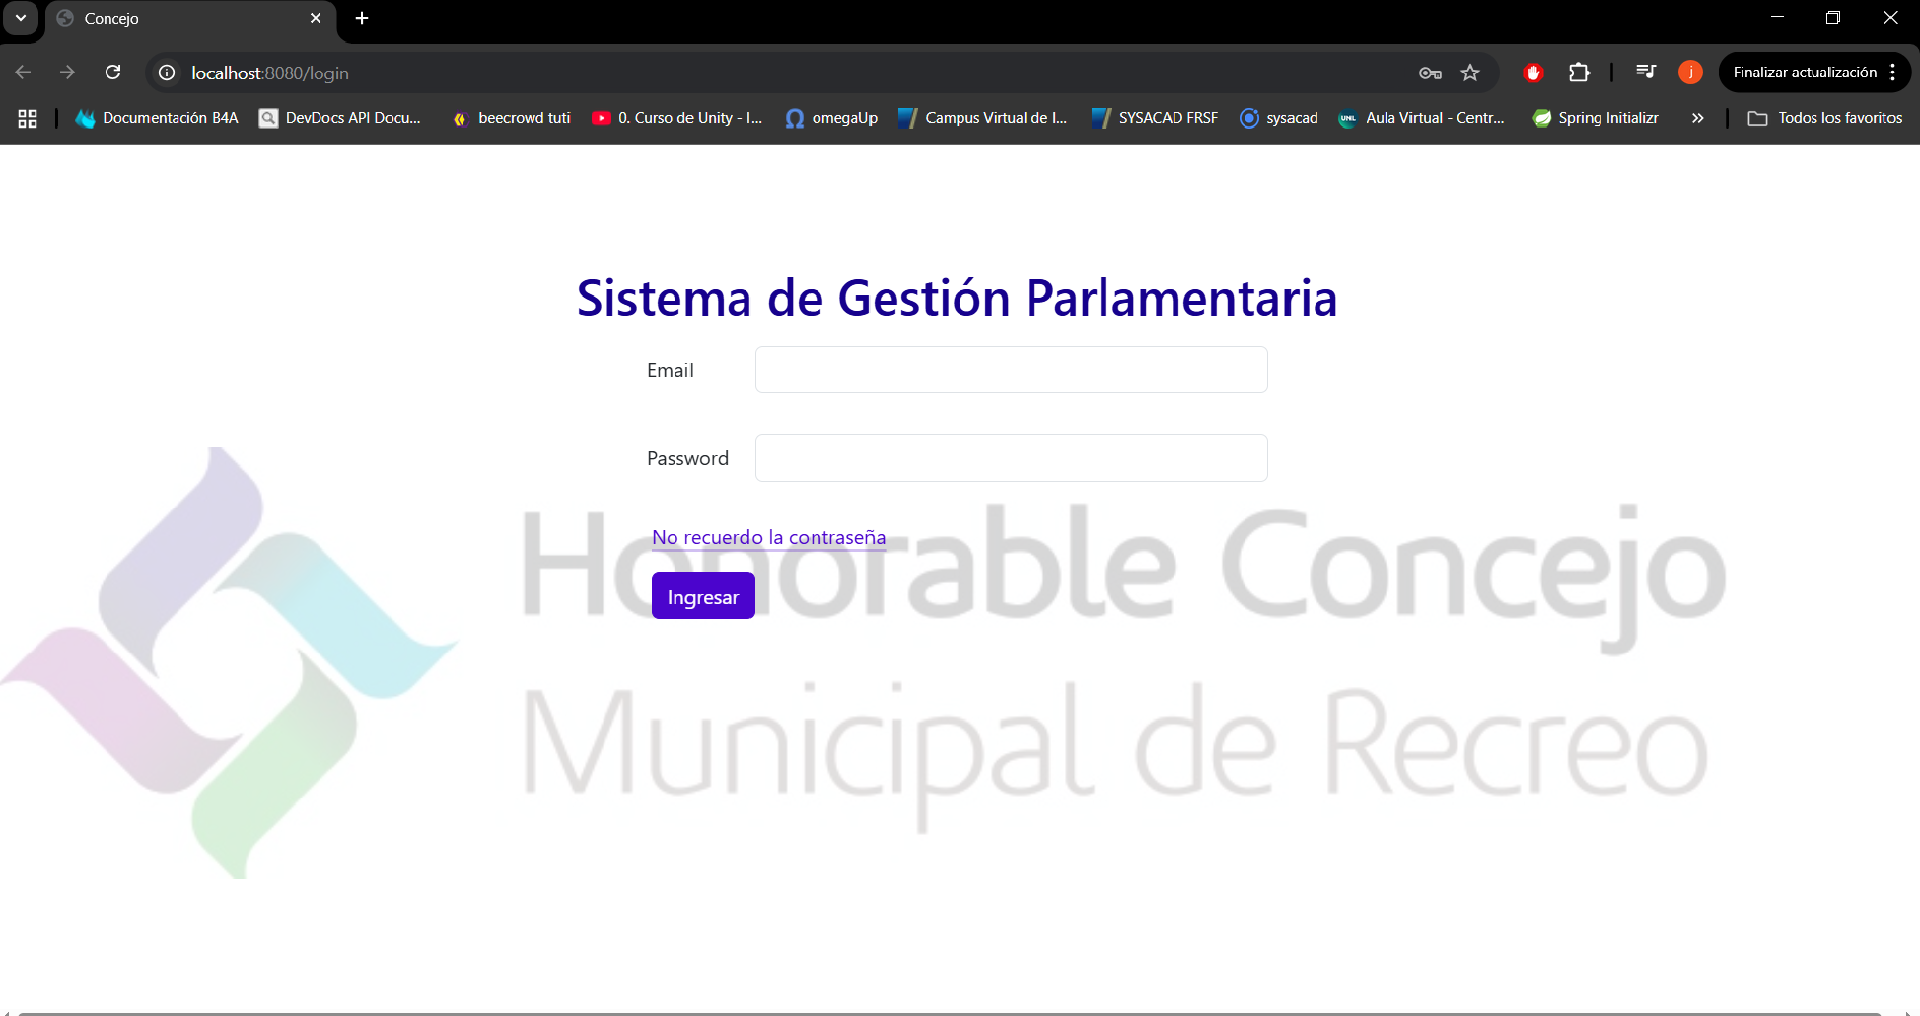 Concejo
localhost:8080/login
Finalizar actualización
Documentación B4A
DevDocs API Docu...
beecrowd tuti
0. Curso de Unity - I...
omegaUp
Campus Virtual de l...
SYSACAD FRSF
sysacad
UNL
Aula Virtual - Centr...
Spring Initializr
Todos los favoritos
Sistema de Gestión Parlamentaria
Email
Password
No recuerdo la contraseña
Ingresar
Honorable Concejo
Municipal de Recreo